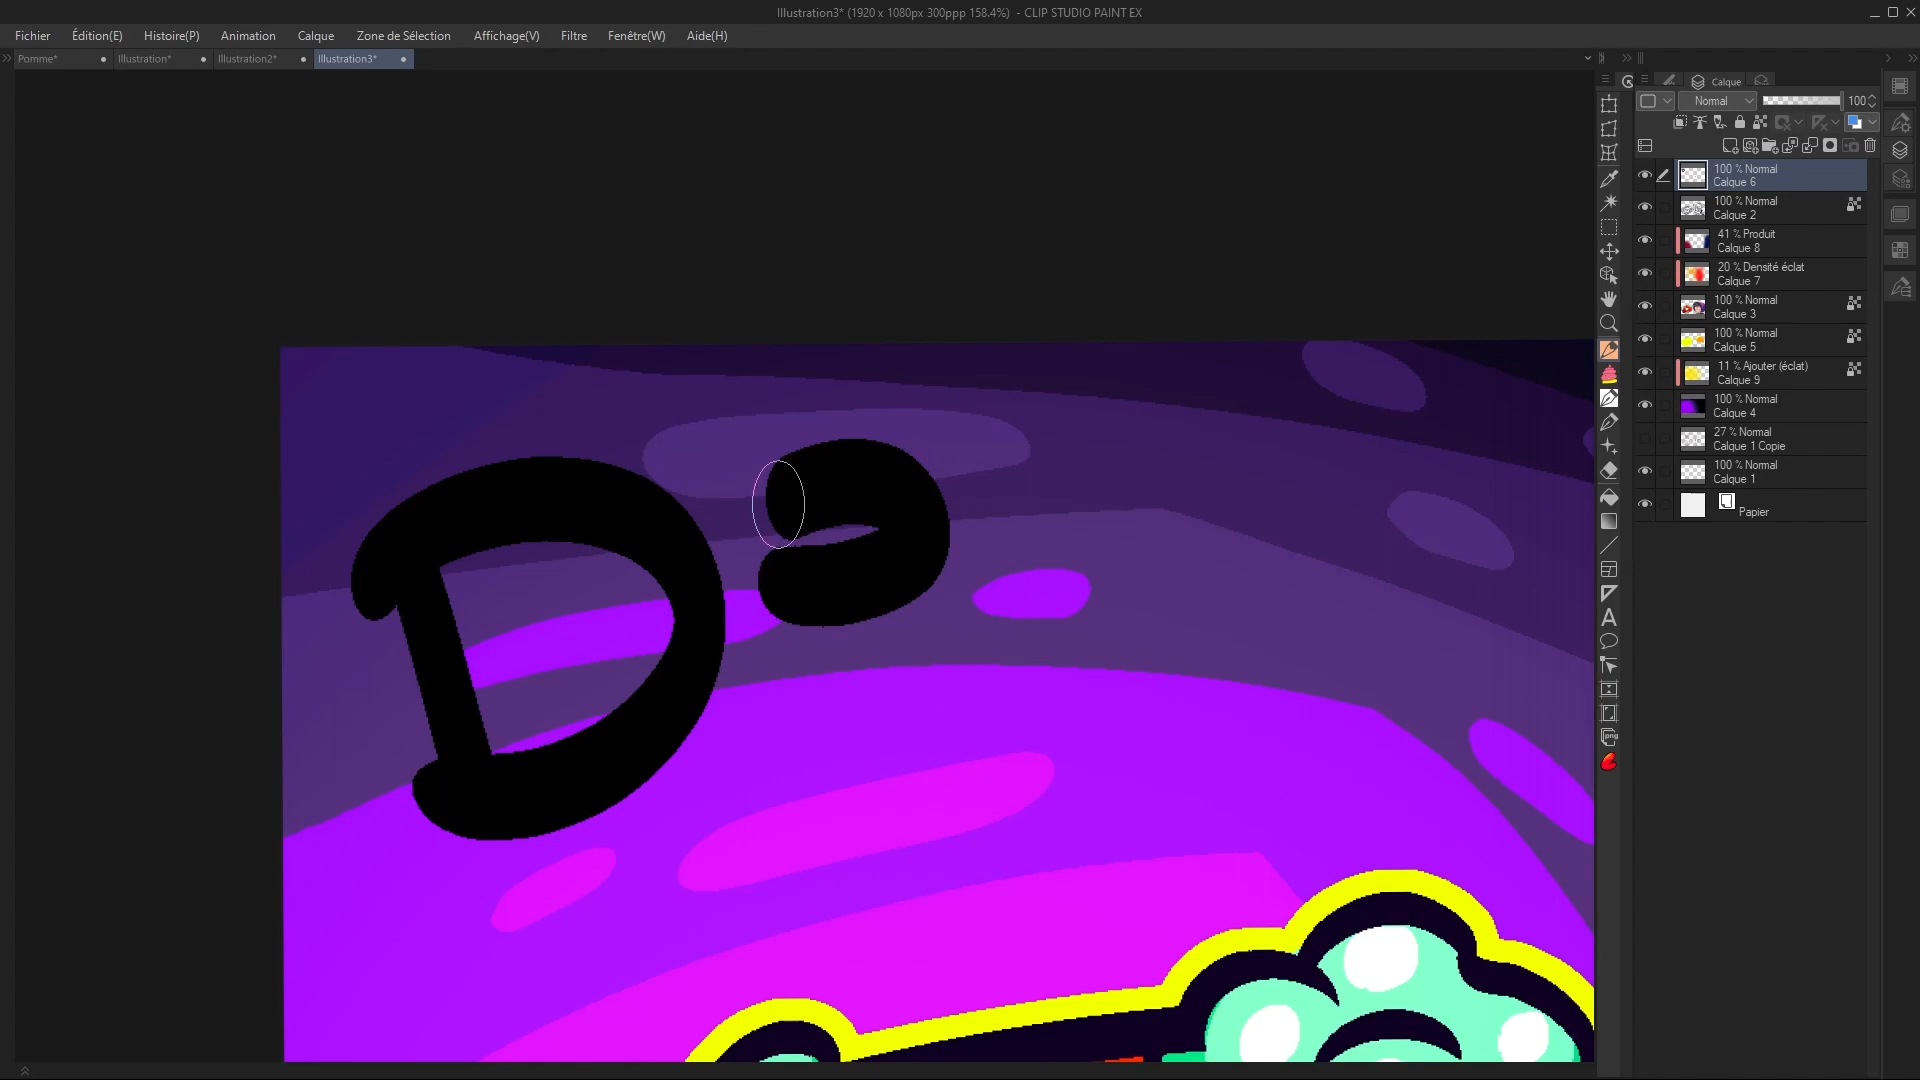 Illustration3* (1920 x 1080px 300ppp 158.4%) - CLIP STUDIO PAINT EX
Fichier Édition(E) Histoire(P) Animation Calque Zone de Sélection Affichage(V) Filtre Fenêtre(W) Aide(H)
Pomme* Illustration* Illustration2* Illustration3*
Calque
Normal 100
100 % Normal
Calque 6
100 % Normal
Calque 2
41 % Produit
Calque 8
20 % Densité éclat
Calque 7
100 % Normal
Calque 3
100 % Normal
Calque 5
11 % Ajouter (éclat)
Calque 9
100 % Normal
Calque 4
27 % Normal
Calque 1 Copie
100 % Normal
Calque 1
Papier
A
png
D